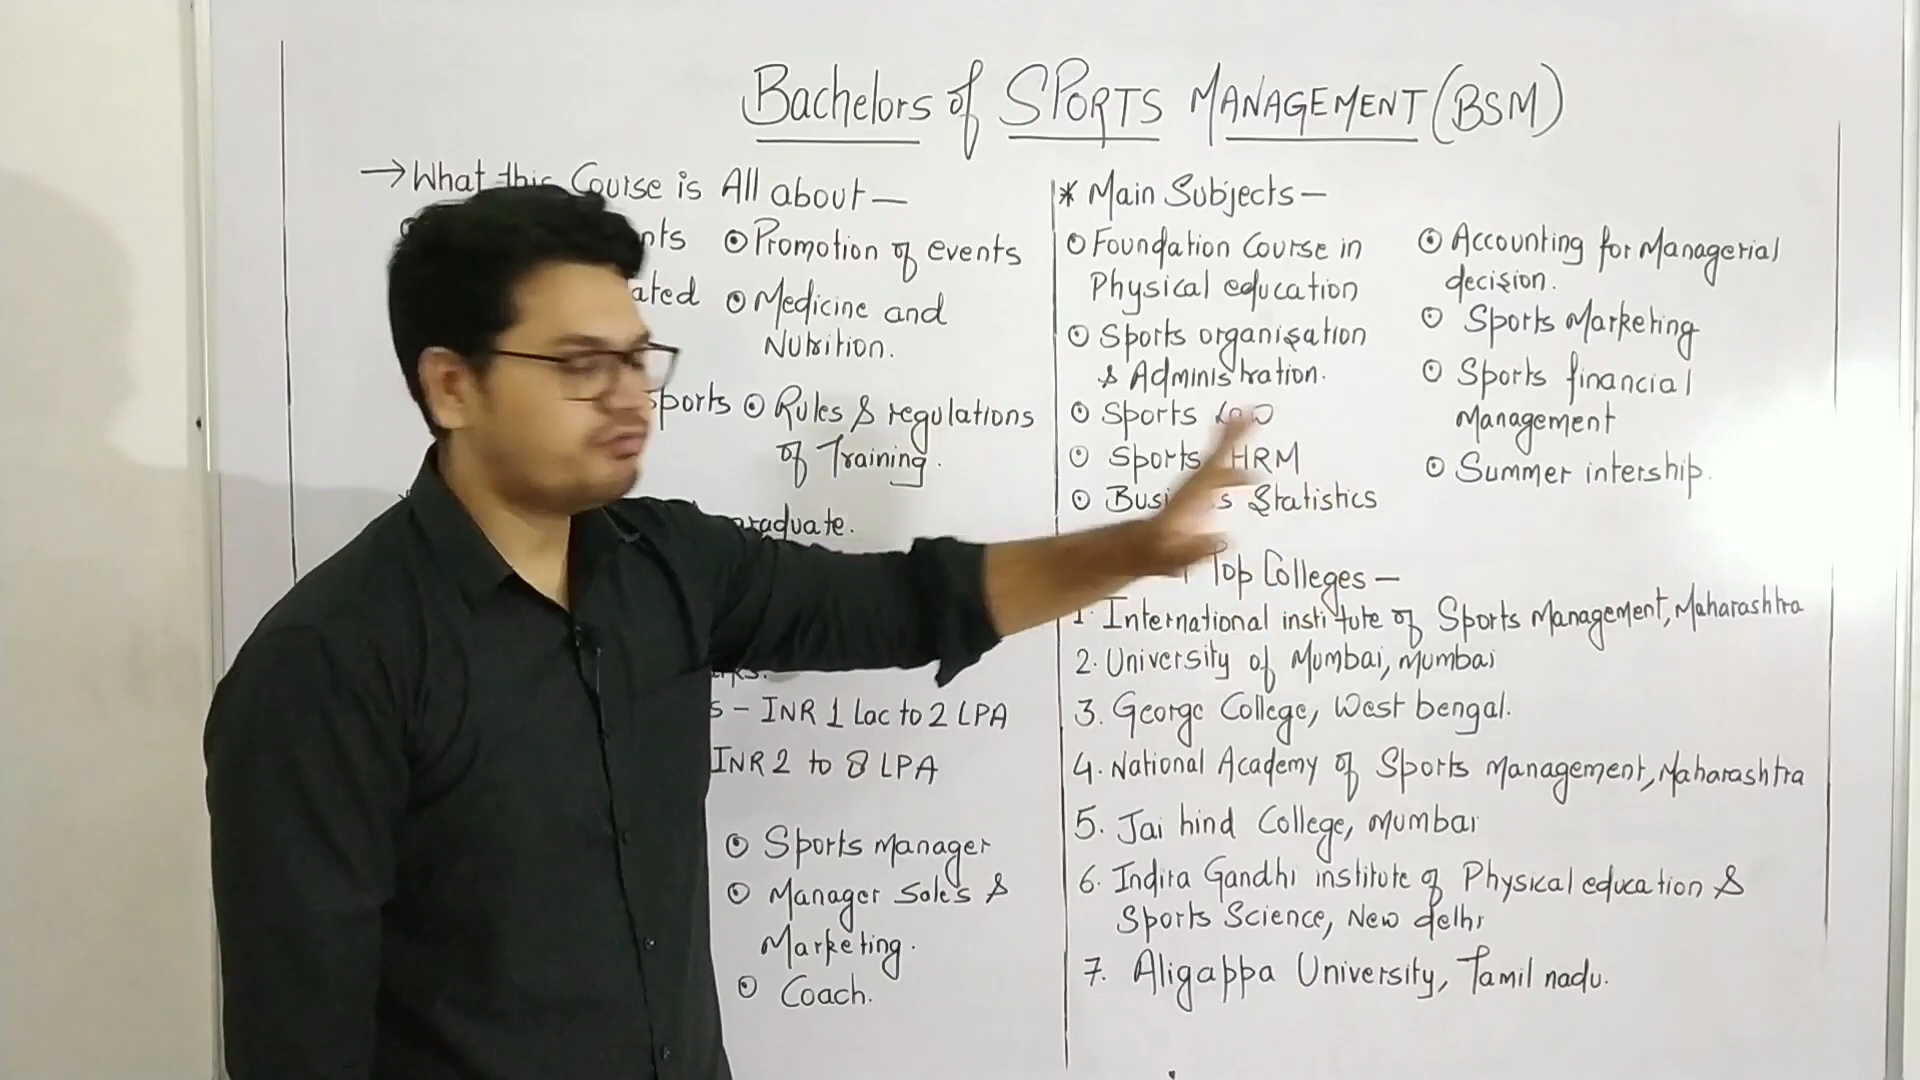 Bachelors of SPORTS MANAGEMENT (BSM)
→ What this Course is All about —
nts
⊙ Promotion of events
ated
⊙ Medicine and
Nutrition.
sports
⊙ Rules & regulations
of Training.
graduate.
s - INR 1 Lac to 2 LPA
INR 2 to 8 LPA
⊙ Sports manager
⊙ Manager Sales &
Marketing.
⊙ Coach.
* Main Subjects —
⊙ Foundation Course in
Physical education
⊙ Sports organisation
& Administration.
⊙ Sports
⊙ Sports HRM
⊙ Business Statistics
⊙ Accounting for Managerial
decision.
⊙ Sports Marketing
⊙ Sports financial
Management
⊙ Summer intership.
Top Colleges —
1. International institute of Sports Management, Maharashtra
2. University of Mumbai, Mumbai
3. George College, West bengal.
4. National Academy of Sports Management, Maharashtra
5. Jai hind College, Mumbai
6. Indira Gandhi institute of Physical education &
Sports Science, New delhi
7. Aligappa University, Tamil nadu.